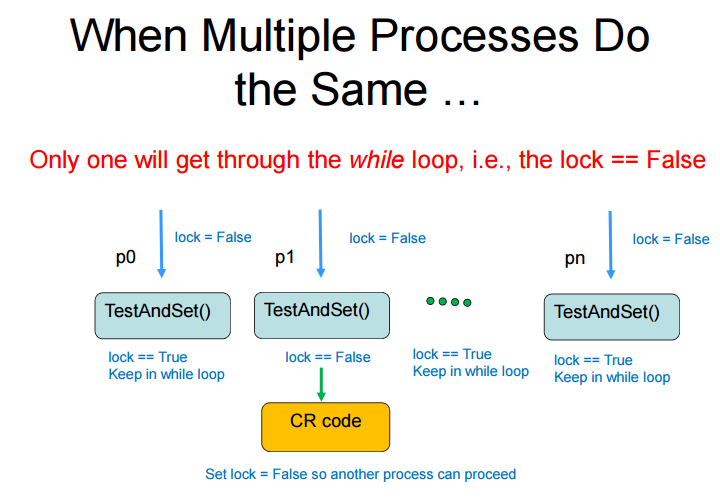 When Multiple Processes Do
the Same ...
Only one will get through the while loop, i.e., the lock == False
lock = False
lock = False
lock = False
p0
p1
pn
TestAndSet()
TestAndSet()
TestAndSet()
lock == True
Keep in while loop
lock == False
lock == True
Keep in while loop
lock == True
Keep in while loop
CR code
Set lock = False so another process can proceed